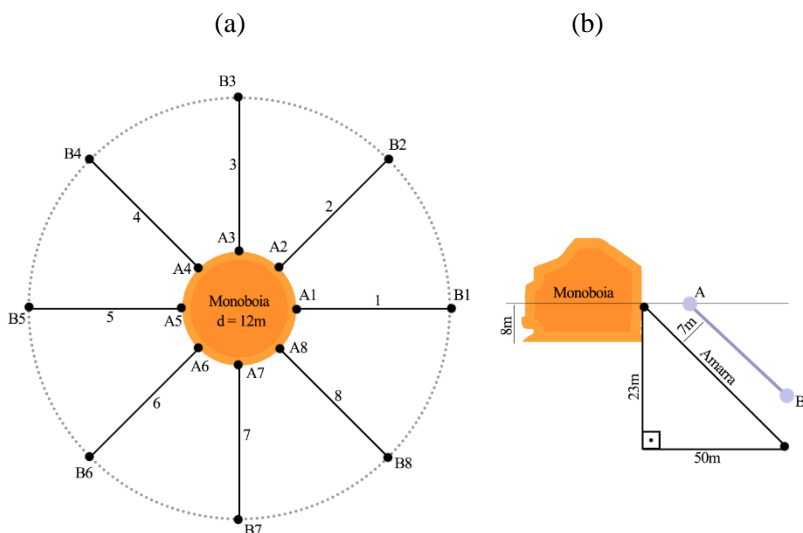 (a)
B3
B4
B2
3
4
2
A3
A4
A2
Monoboia
d = 12m
B5
5
A5
A1
1
B1
A6
A8
A7
6
8
7
B6
B8
B7
(b)
Monoboia
A
8m
7m
Amarra
B
23m
50m